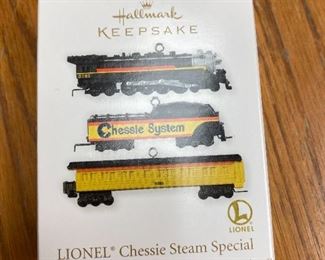 Hallmark
KEEPSAKE
Chessie System
LIONEL
LIONEL® Chessie Steam Special